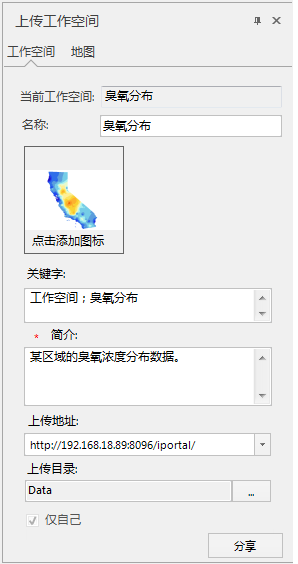 上传工作空间
工作空间 地图
当前工作空间: 臭氧分布
名称: 臭氧分布
点击添加图标
关键字:
工作空间；臭氧分布
* 简介:
某区域的臭氧浓度分布数据。
上传地址:
http://192.168.18.89:8096/iportal/
上传目录:
Data ...
仅自己
分享